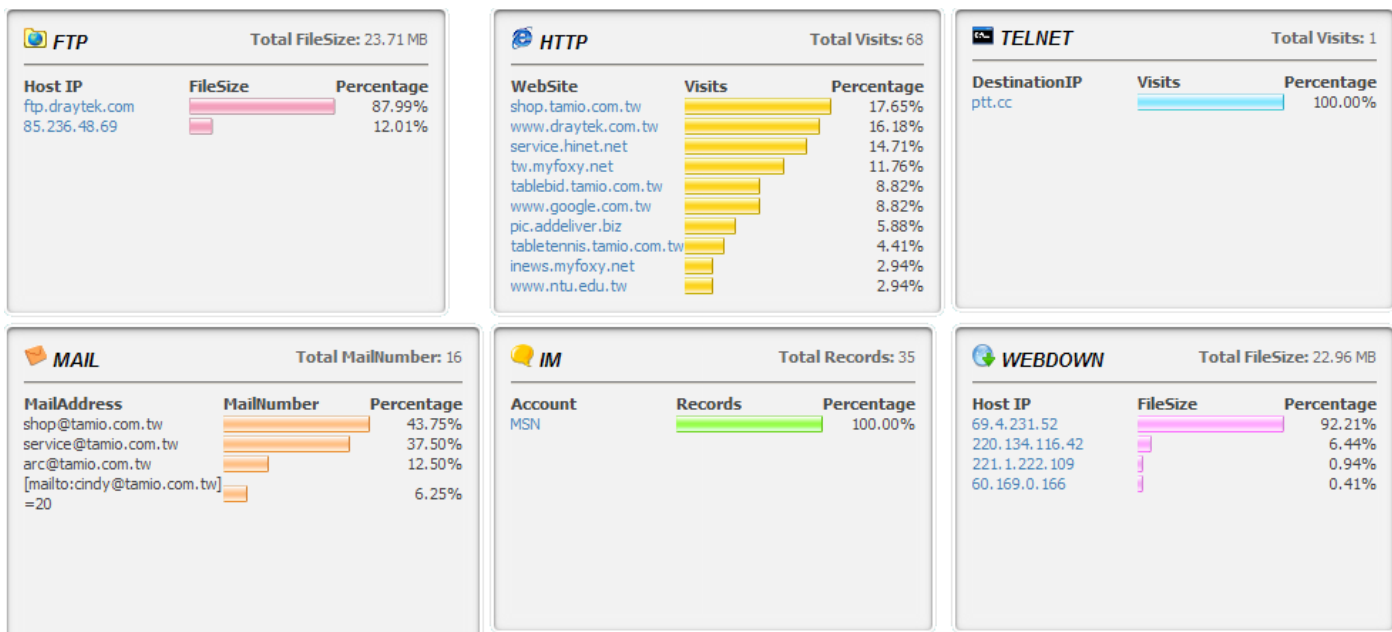 FTP Total FileSize: 23.71 MB
Host IP FileSize Percentage
ftp.draytek.com 87.99%
85.236.48.69 12.01%
HTTP Total Visits: 68
WebSite Visits Percentage
shop.tamio.com.tw 17.65%
www.draytek.com.tw 16.18%
service.hinet.net 14.71%
tw.myfoxy.net 11.76%
tablebid.tamio.com.tw 8.82%
www.google.com.tw 8.82%
pic.addeliver.biz 5.88%
tabletennis.tamio.com.tw 4.41%
inews.myfoxy.net 2.94%
www.ntu.edu.tw 2.94%
TELNET Total Visits: 1
DestinationIP Visits Percentage
ptt.cc 100.00%
MAIL Total MailNumber: 16
MailAddress MailNumber Percentage
shop@tamio.com.tw 43.75%
service@tamio.com.tw 37.50%
arc@tamio.com.tw 12.50%
[mailto:cindy@tamio.com.tw] 6.25%
=20
IM Total Records: 35
Account Records Percentage
MSN 100.00%
WEBDOWN Total FileSize: 22.96 MB
Host IP FileSize Percentage
69.4.231.52 92.21%
220.134.116.42 6.44%
221.1.222.109 0.94%
60.169.0.166 0.41%